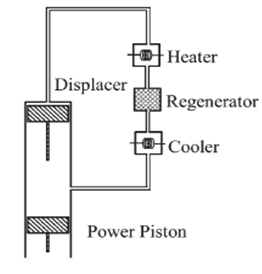 Heater
Displacer
Regenerator
Cooler
Power Piston